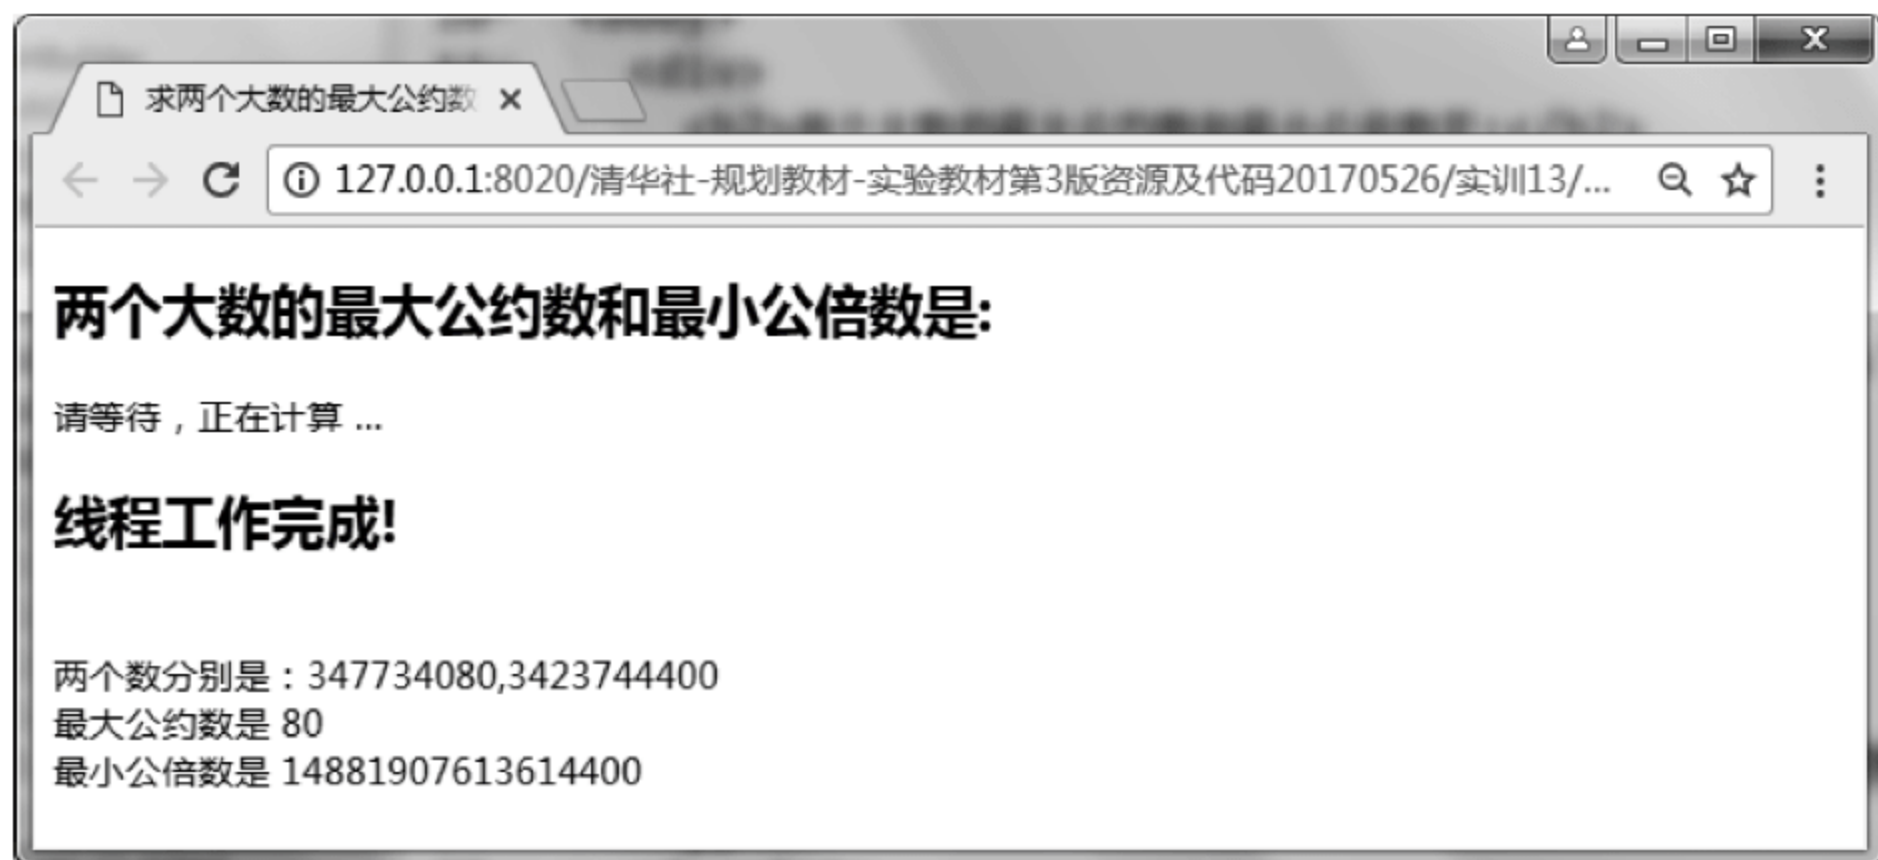 求两个大数的最大公约数
127.0.0.1:8020/清华社-规划教材-实验教材第3版资源及代码20170526/实训13/...
两个大数的最大公约数和最小公倍数是:
请等待，正在计算 ...
线程工作完成!
两个数分别是：347734080,3423744400
最大公约数是 80
最小公倍数是 14881907613614400